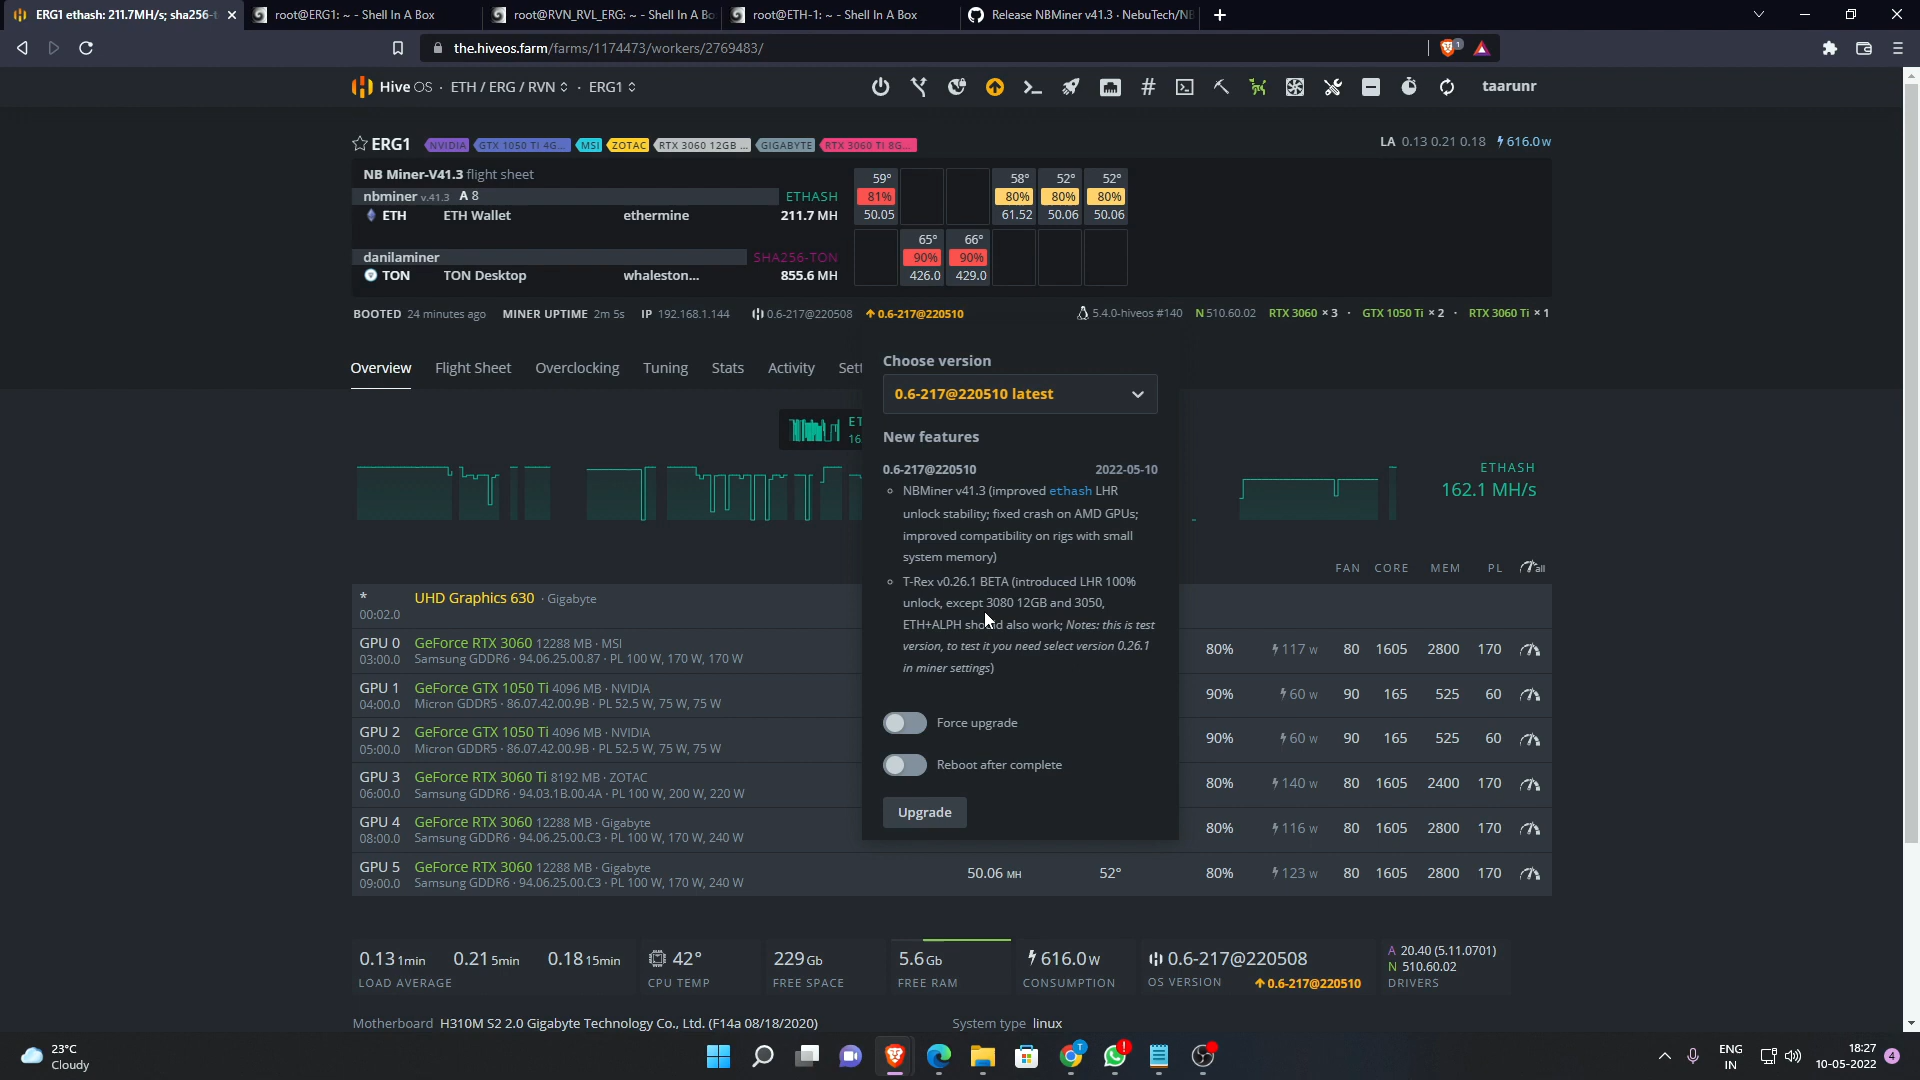 ERG1 ethash: 211.7MH/s; sha256-t
root@ERG1: ~ - Shell In A Box
root@RVN_RVL_ERG: ~ - Shell In A Bo
root@ETH-1: ~ - Shell In A Box
Release NBMiner v41.3 · NebuTech/NB
the.hiveos.farm/farms/1174473/workers/2769483/
Hive OS · ETH / ERG / RVN · ERG1
taarunr
ERG1 NVIDIA GTX 1050 TI 4G... MSI ZOTAC RTX 3060 12GB ... GIGABYTE RTX 3060 TI 8G...
LA 0.13 0.21 0.18 616.0 W
NB Miner-V41.3 flight sheet
nbminer v.41.3 A 8 ETHASH
ETH ETH Wallet ethermine 211.7 MH
59° 58° 52° 52°
81% 80% 80% 80%
50.05 61.52 50.06 50.06
danilaminer SHA256-TON
TON TON Desktop whaleston... 855.6 MH
65° 66°
90% 90%
426.0 429.0
BOOTED 24 minutes ago MINER UPTIME 2m 5s IP 192.168.1.144 0.6-217@220508 0.6-217@220510
5.4.0-hiveos #140 N 510.60.02 RTX 3060 × 3 · GTX 1050 Ti × 2 · RTX 3060 Ti × 1
Overview Flight Sheet Overclocking Tuning Stats Activity Sett
Choose version
0.6-217@220510 latest
New features
0.6-217@220510 2022-05-10
NBMiner v41.3 (improved ethash LHR
unlock stability; fixed crash on AMD GPUs;
improved compatibility on rigs with small
system memory)
T-Rex v0.26.1 BETA (introduced LHR 100%
unlock, except 3080 12GB and 3050,
ETH+ALPH should also work; Notes: this is test
version, to test it you need select version 0.26.1
in miner settings)
Force upgrade
Reboot after complete
Upgrade
ET
16
ETHASH
162.1 MH/s
FAN CORE MEM PL all
* UHD Graphics 630 · Gigabyte
00:02.0
GPU 0 GeForce RTX 3060 12288 MB · MSI
03:00.0 Samsung GDDR6 · 94.06.25.00.87 · PL 100 W, 170 W, 170 W
80% 117 W 80 1605 2800 170
GPU 1 GeForce GTX 1050 Ti 4096 MB · NVIDIA
04:00.0 Micron GDDR5 · 86.07.42.00.9B · PL 52.5 W, 75 W, 75 W
90% 60 W 90 165 525 60
GPU 2 GeForce GTX 1050 Ti 4096 MB · NVIDIA
05:00.0 Micron GDDR5 · 86.07.42.00.9B · PL 52.5 W, 75 W, 75 W
90% 60 W 90 165 525 60
GPU 3 GeForce RTX 3060 Ti 8192 MB · ZOTAC
06:00.0 Samsung GDDR6 · 94.03.1B.00.4A · PL 100 W, 200 W, 220 W
80% 140 W 80 1605 2400 170
GPU 4 GeForce RTX 3060 12288 MB · Gigabyte
08:00.0 Samsung GDDR6 · 94.06.25.00.C3 · PL 100 W, 170 W, 240 W
80% 116 W 80 1605 2800 170
GPU 5 GeForce RTX 3060 12288 MB · Gigabyte
09:00.0 Samsung GDDR6 · 94.06.25.00.C3 · PL 100 W, 170 W, 240 W
50.06 MH 52° 80% 123 W 80 1605 2800 170
0.13 1min 0.21 5min 0.18 15min
LOAD AVERAGE
42°
CPU TEMP
229 Gb
FREE SPACE
5.6 Gb
FREE RAM
616.0 W
CONSUMPTION
0.6-217@220508
OS VERSION 0.6-217@220510
A 20.40 (5.11.0701)
N 510.60.02
DRIVERS
Motherboard H310M S2 2.0 Gigabyte Technology Co., Ltd. (F14a 08/18/2020)
System type linux
23°C
Cloudy
ENG
IN
18:27
10-05-2022
4